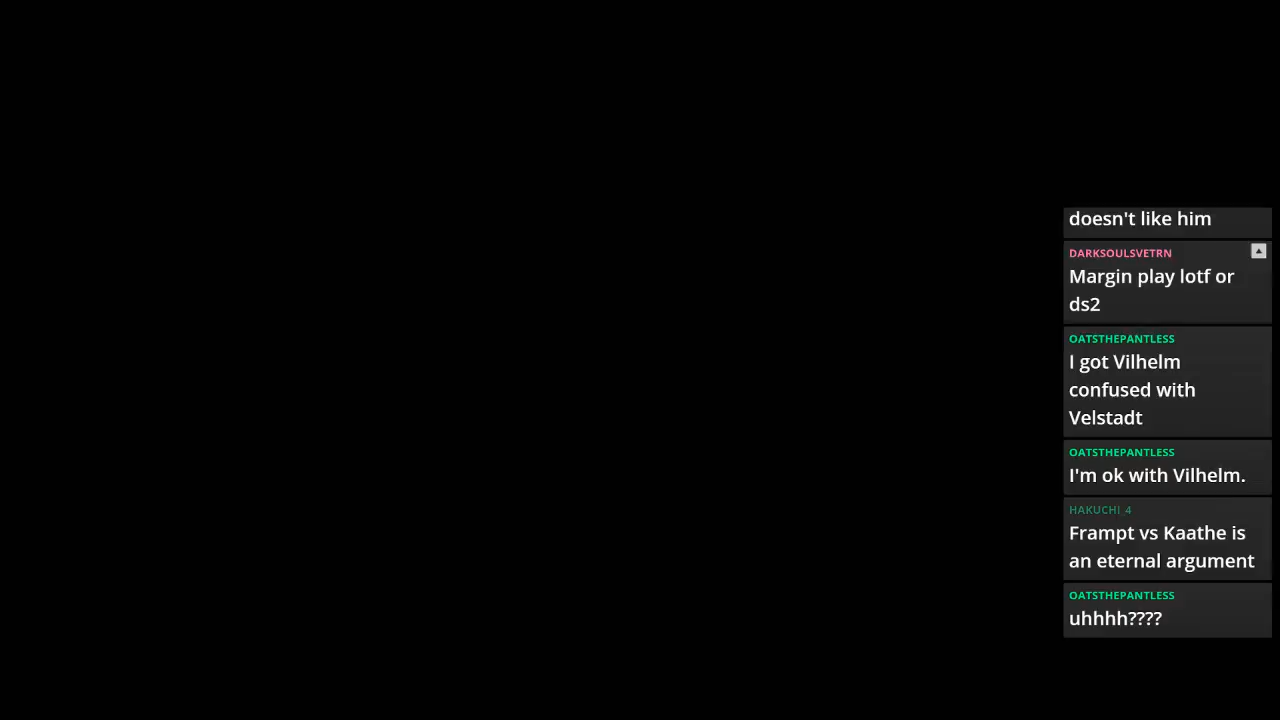 doesn't like him
DARKSOULSVETRN
Margin play lotf or
ds2
OATSTHEPANTLESS
I got Vilhelm
confused with
Velstadt
OATSTHEPANTLESS
I'm ok with Vilhelm.
HAKUCHI 4
Frampt vs Kaathe is
an eternal argument
OATSTHEPANTLESS
uhhhh????